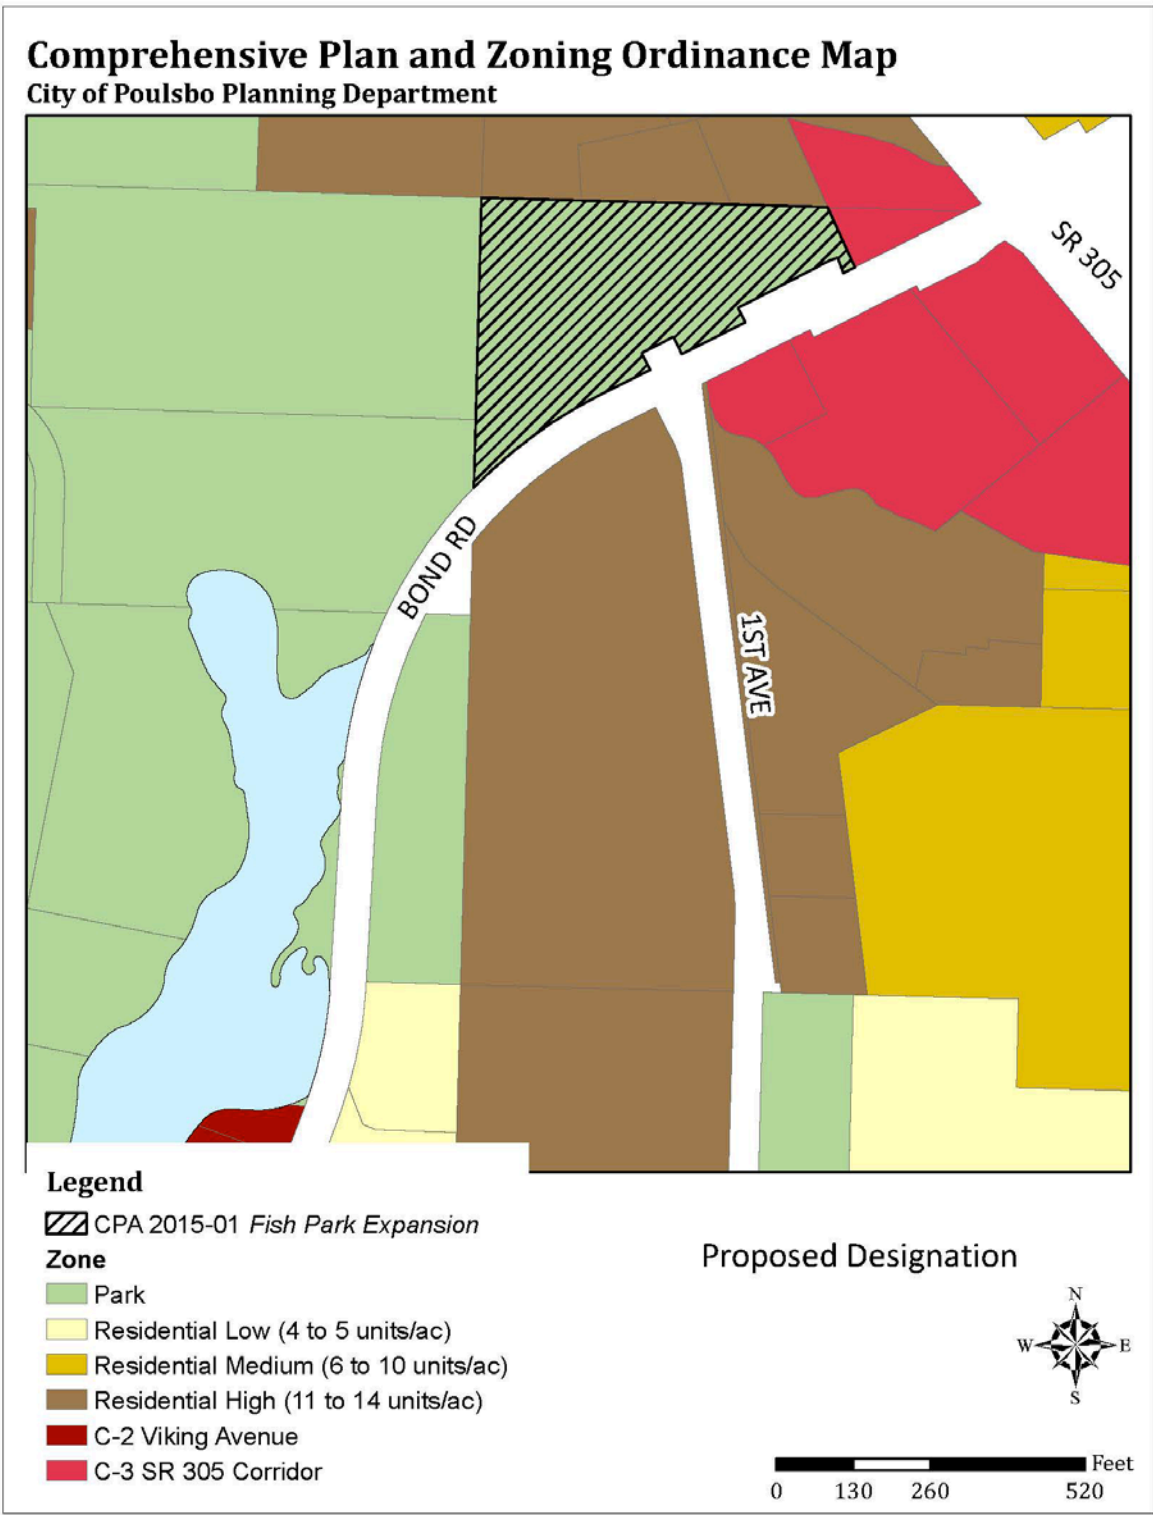 Comprehensive Plan and Zoning Ordinance Map
City of Poulsbo Planning Department
SR 305
BOND RD
1ST AVE
Legend
CPA 2015-01 Fish Park Expansion
Zone
Park
Residential Low (4 to 5 units/ac)
Residential Medium (6 to 10 units/ac)
Residential High (11 to 14 units/ac)
C-2 Viking Avenue
C-3 SR 305 Corridor
Proposed Designation
N
W E
S
Feet
0 130 260 520